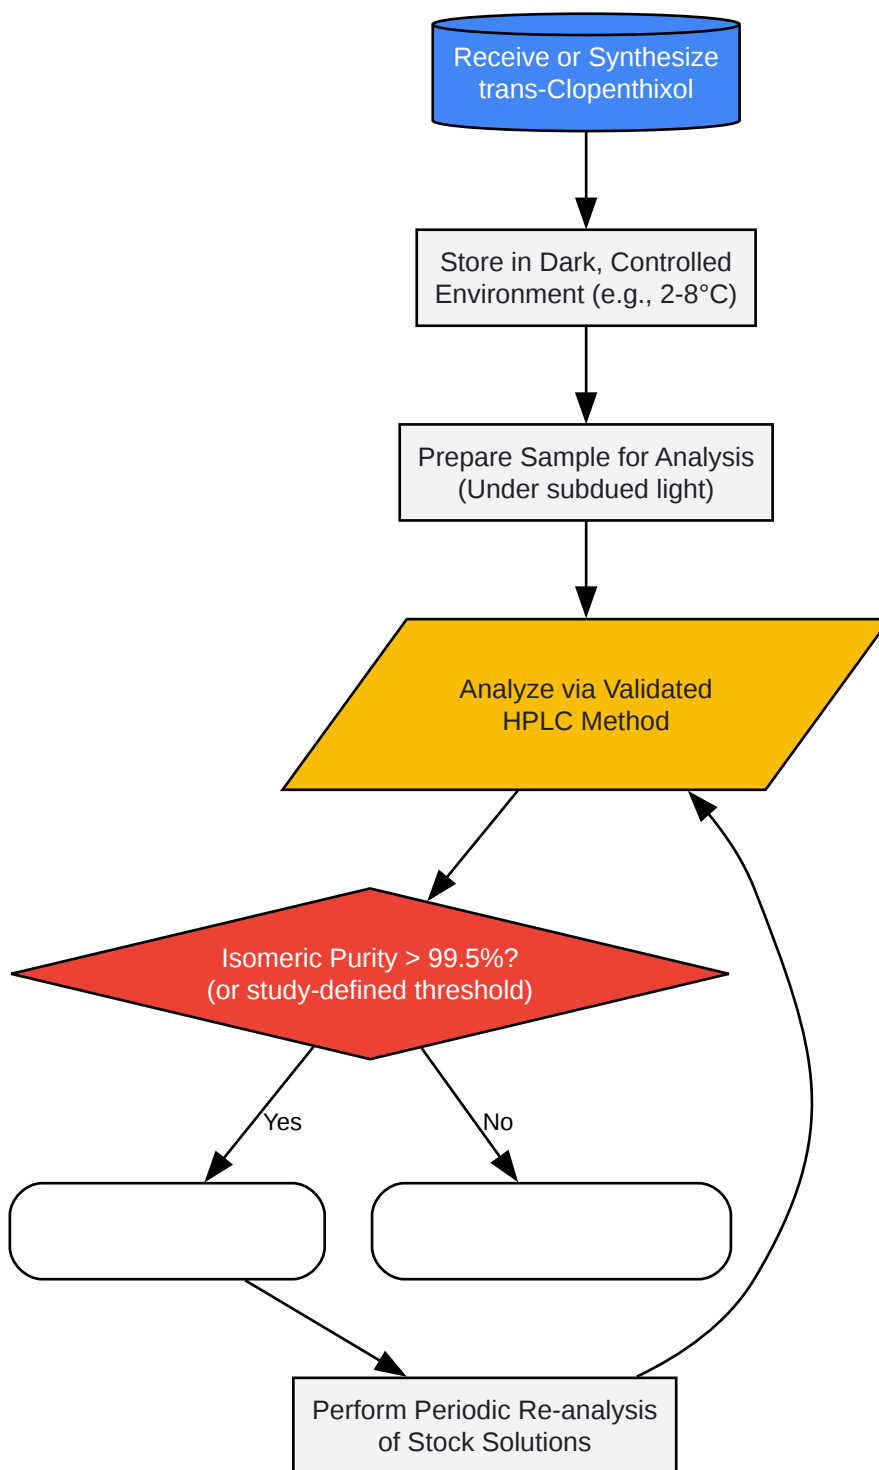 Receive or Synthesize
trans-Clopenthixol
Store in Dark, Controlled
Environment (e.g., 2-8°C)
Prepare Sample for Analysis
(Under subdued light)
Analyze via Validated
HPLC Method
Isomeric Purity > 99.5%?
(or study-defined threshold)
Yes
No
Perform Periodic Re-analysis
of Stock Solutions